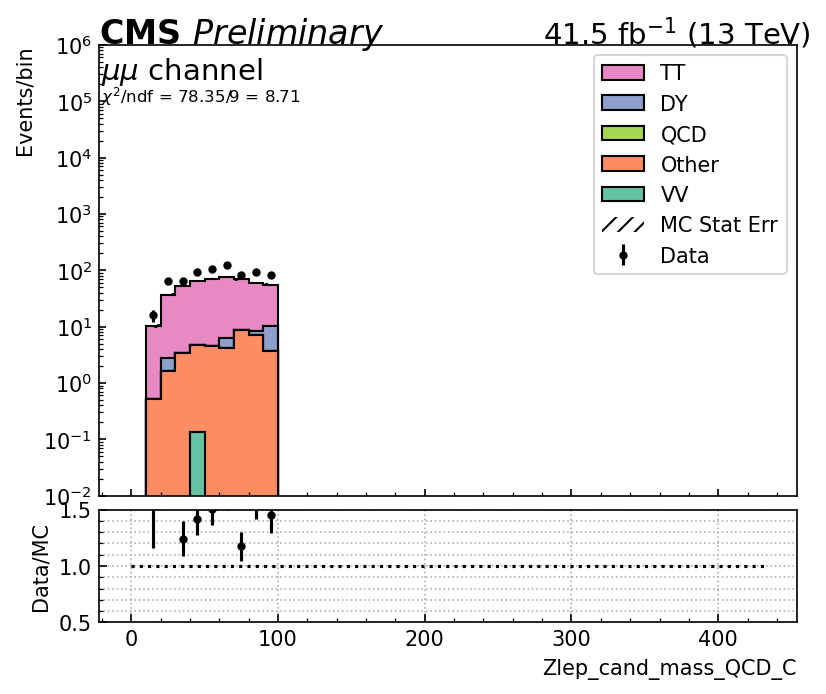 CMS Preliminary 41.5 fb⁻¹ (13 TeV)
μμ channel
χ²/ndf = 78.35/9 = 8.71
Events/bin
10⁶
10⁵
10⁴
10³
10²
10¹
10⁰
10⁻¹
10⁻²
TT
DY
QCD
Other
VV
MC Stat Err
Data
Data/MC
1.5
1.0
0.5
0 100 200 300 400
Zlep_cand_mass_QCD_C